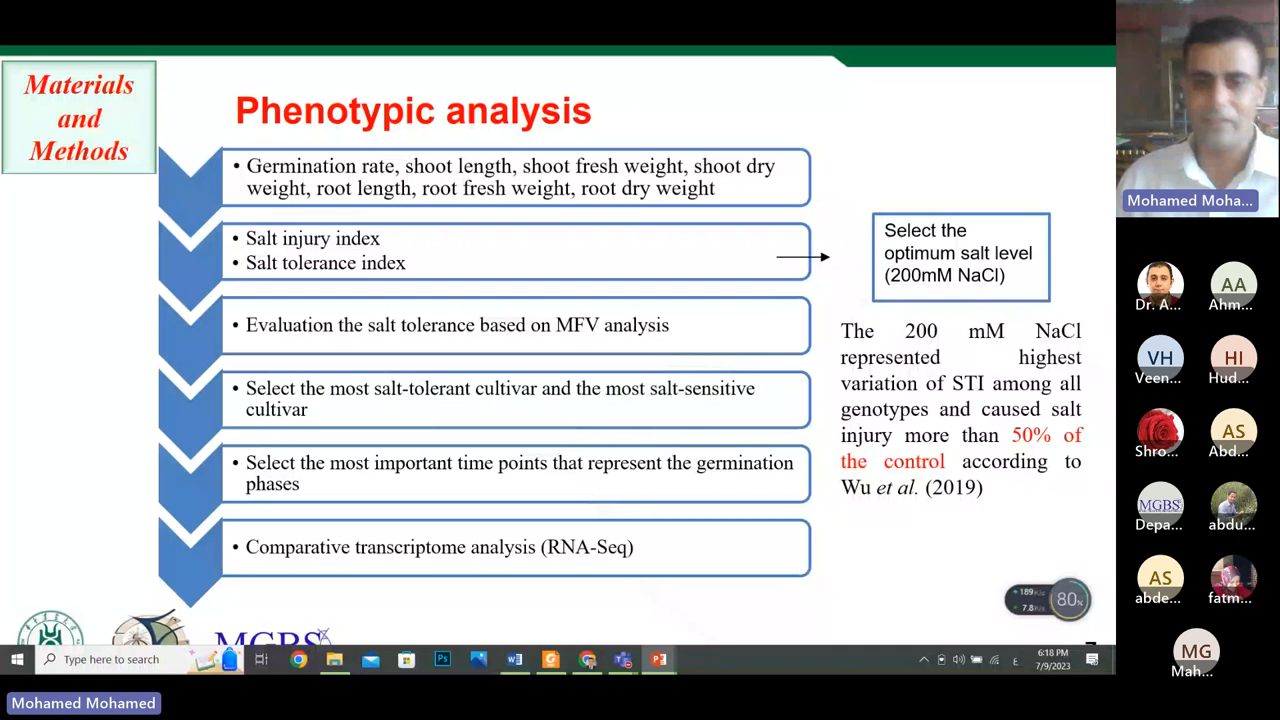 Materials
and
Methods
Phenotypic analysis
• Germination rate, shoot length, shoot fresh weight, shoot dry
weight, root length, root fresh weight, root dry weight
• Salt injury index
• Salt tolerance index
• Evaluation the salt tolerance based on MFV analysis
• Select the most salt-tolerant cultivar and the most salt-sensitive
cultivar
• Select the most important time points that represent the germination
phases
• Comparative transcriptome analysis (RNA-Seq)
Select the
optimum salt level
(200mM NaCl)
The 200 mM NaCl
represented highest
variation of STI among all
genotypes and caused salt
injury more than 50% of
the control according to
Wu et al. (2019)
189K/s
7.8K/s
80%
MGBS
Type here to search
Ps
ع
6:18 PM
7/9/2023
Mohamed Mohamed
Mohamed Moha...
Dr. A...
AA
Ahm...
VH
Veen...
HI
Hud...
Shro...
AS
Abd...
MGBS
Depa...
abdu...
AS
abde...
fatm...
MG
Mah...